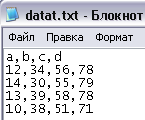 datat.txt - Блокнот
Файл Правка Формат
a,b,c,d
12,34,56,78
14,30,55,79
13,39,58,78
10,38,51,71